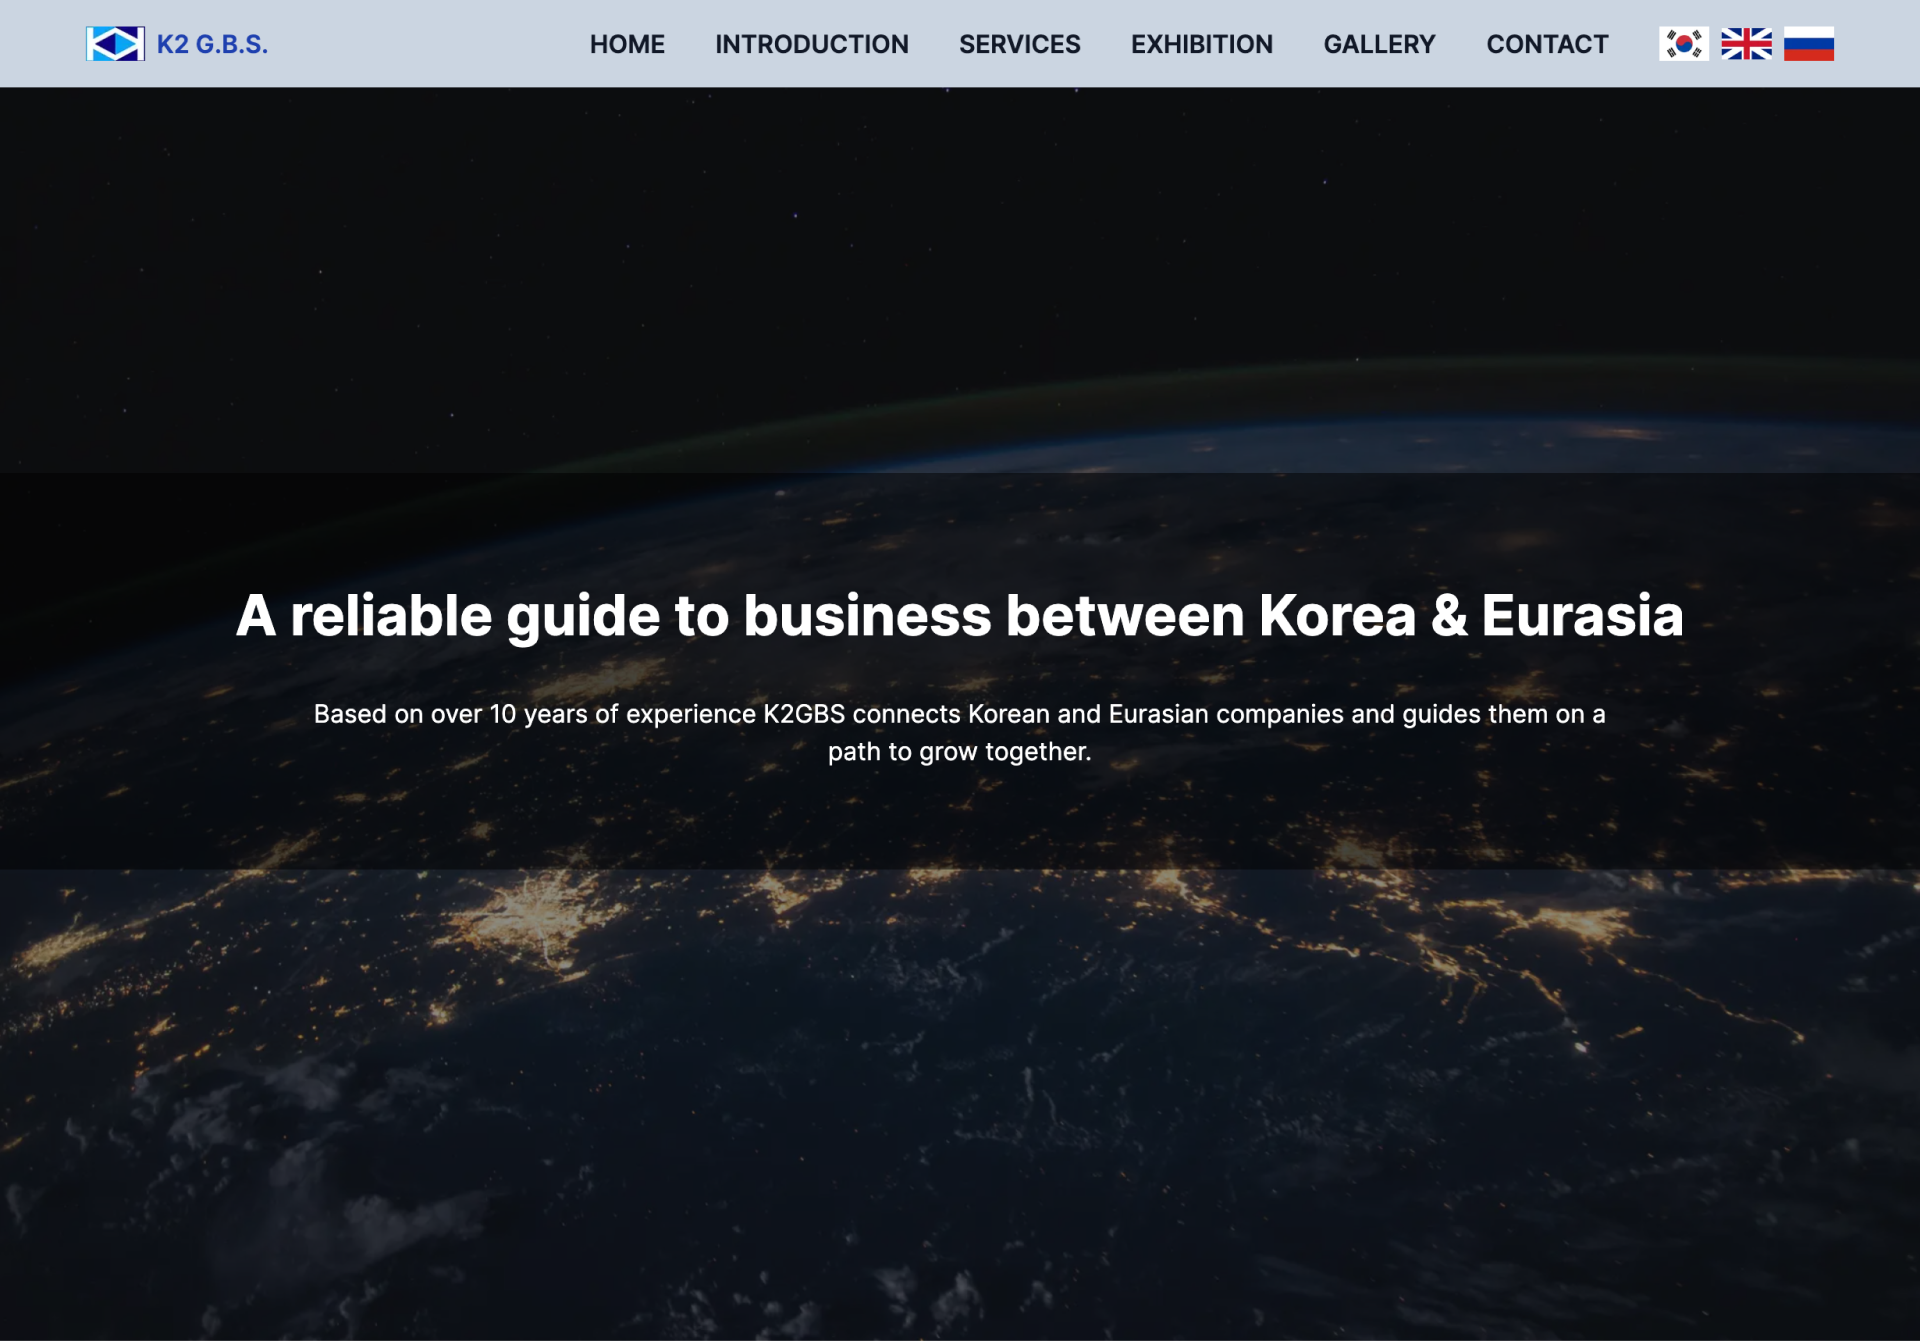 K2 G.B.S.
HOME INTRODUCTION SERVICES EXHIBITION GALLERY CONTACT
A reliable guide to business between Korea & Eurasia
Based on over 10 years of experience K2GBS connects Korean and Eurasian companies and guides them on a
path to grow together.